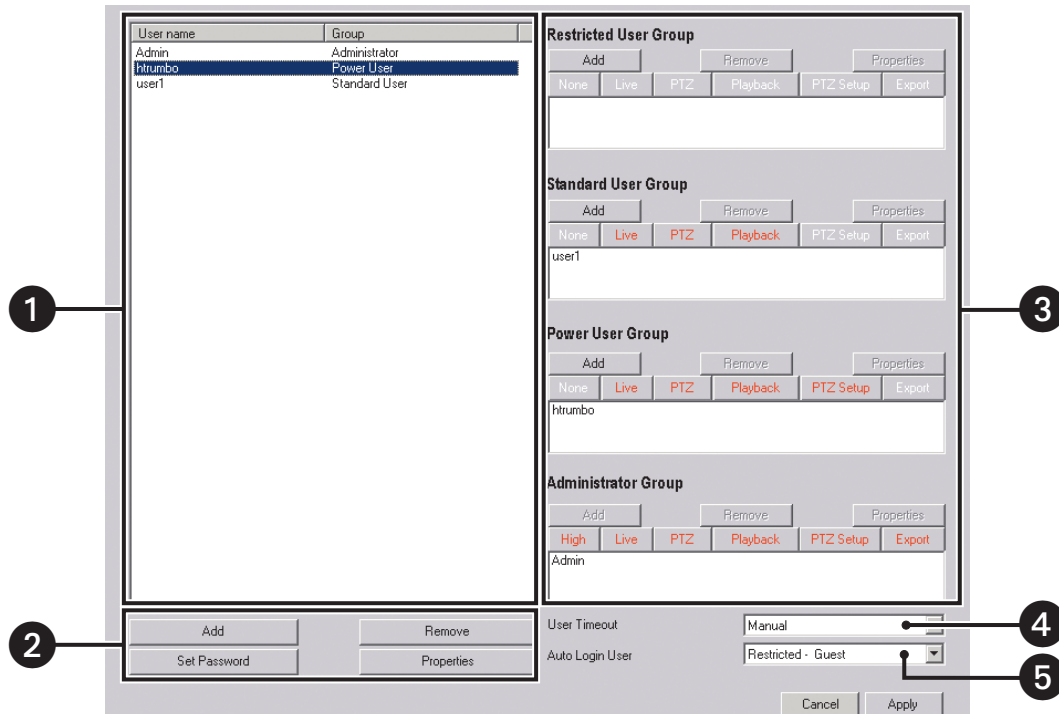 User name Group
Admin Administrator
htrumbo Power User
user1 Standard User
1
Add Remove
Set Password Properties
2
Restricted User Group
Add Remove Properties
None Live PTZ Playback PTZ Setup Export
Standard User Group
Add Remove Properties
None Live PTZ Playback PTZ Setup Export
user1
Power User Group
Add Remove Properties
None Live PTZ Playback PTZ Setup Export
htrumbo
Administrator Group
Add Remove Properties
High Live PTZ Playback PTZ Setup Export
Admin
3
User Timeout Manual
4
Auto Login User Restricted - Guest
5
Cancel Apply